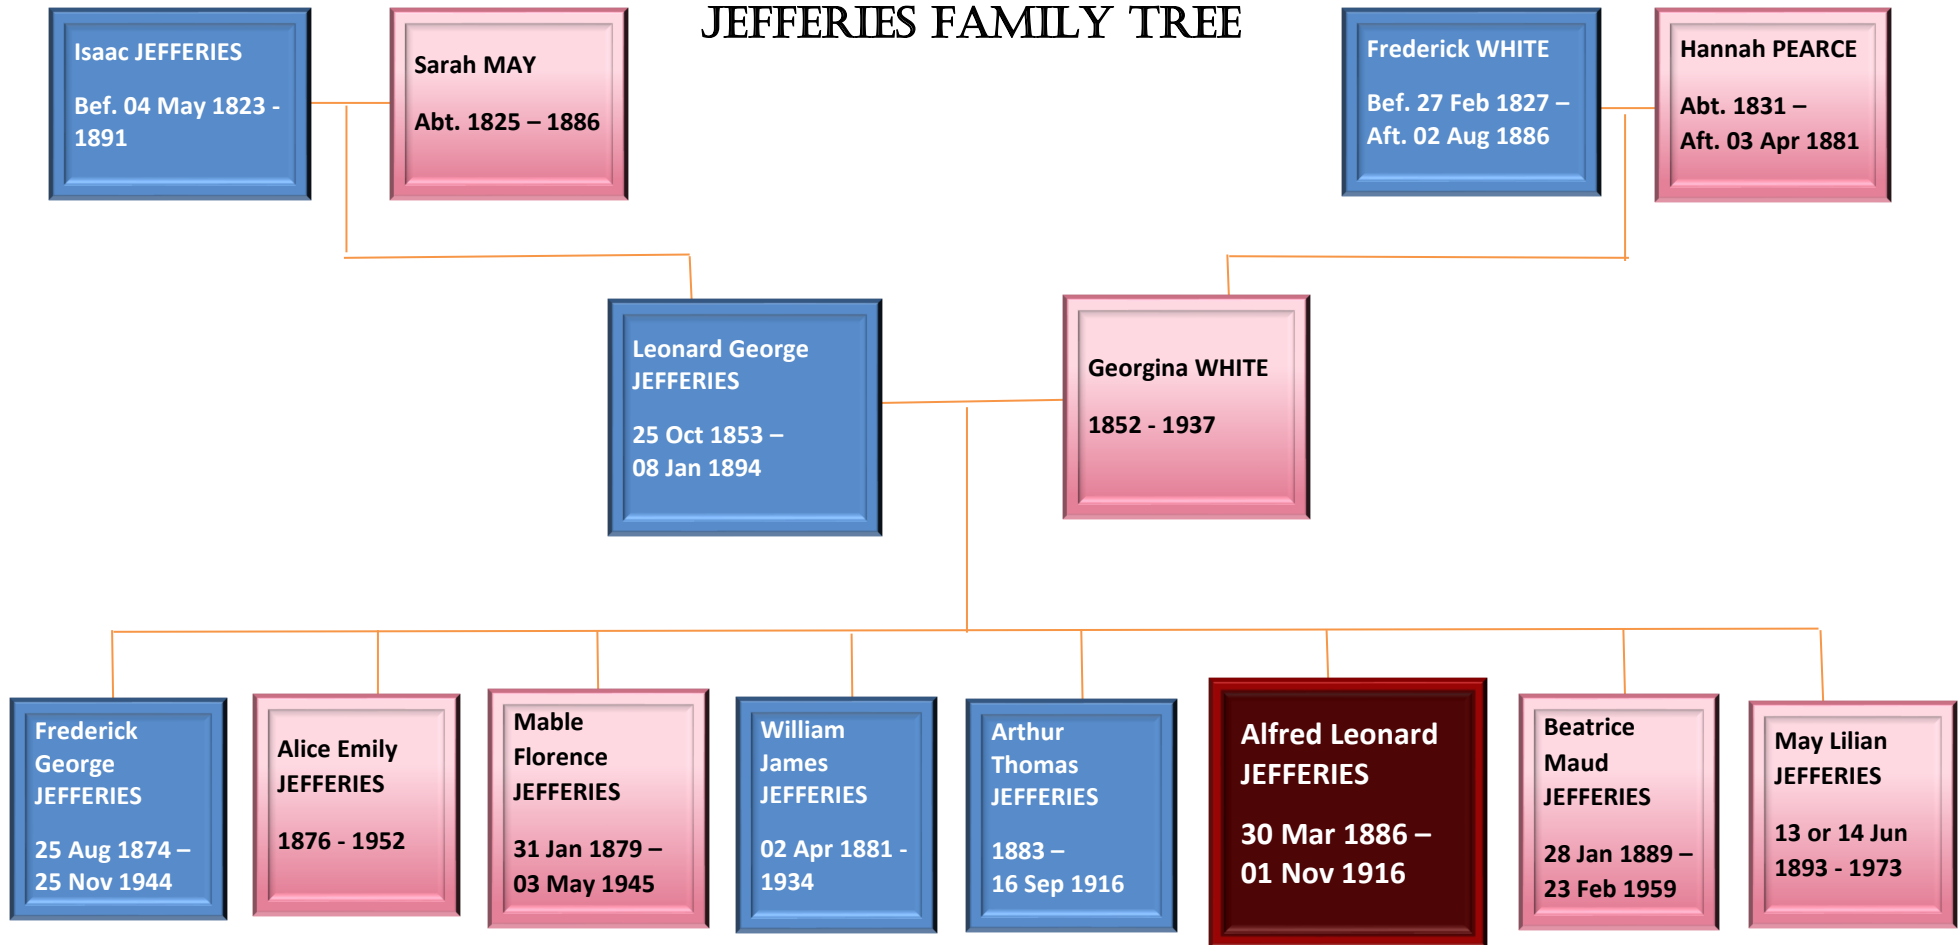 JEFFERIES FAMILY TREE
Isaac JEFFERIES
Bef. 04 May 1823 -
1891
Sarah MAY
Abt. 1825 – 1886
Frederick WHITE
Bef. 27 Feb 1827 –
Aft. 02 Aug 1886
Hannah PEARCE
Abt. 1831 –
Aft. 03 Apr 1881
Leonard George
JEFFERIES
25 Oct 1853 –
08 Jan 1894
Georgina WHITE
1852 - 1937
Frederick
George
JEFFERIES
25 Aug 1874 –
25 Nov 1944
Alice Emily
JEFFERIES
1876 - 1952
Mable
Florence
JEFFERIES
31 Jan 1879 –
03 May 1945
William
James
JEFFERIES
02 Apr 1881 -
1934
Arthur
Thomas
JEFFERIES
1883 –
16 Sep 1916
Alfred Leonard
JEFFERIES
30 Mar 1886 –
01 Nov 1916
Beatrice
Maud
JEFFERIES
28 Jan 1889 –
23 Feb 1959
May Lilian
JEFFERIES
13 or 14 Jun
1893 - 1973